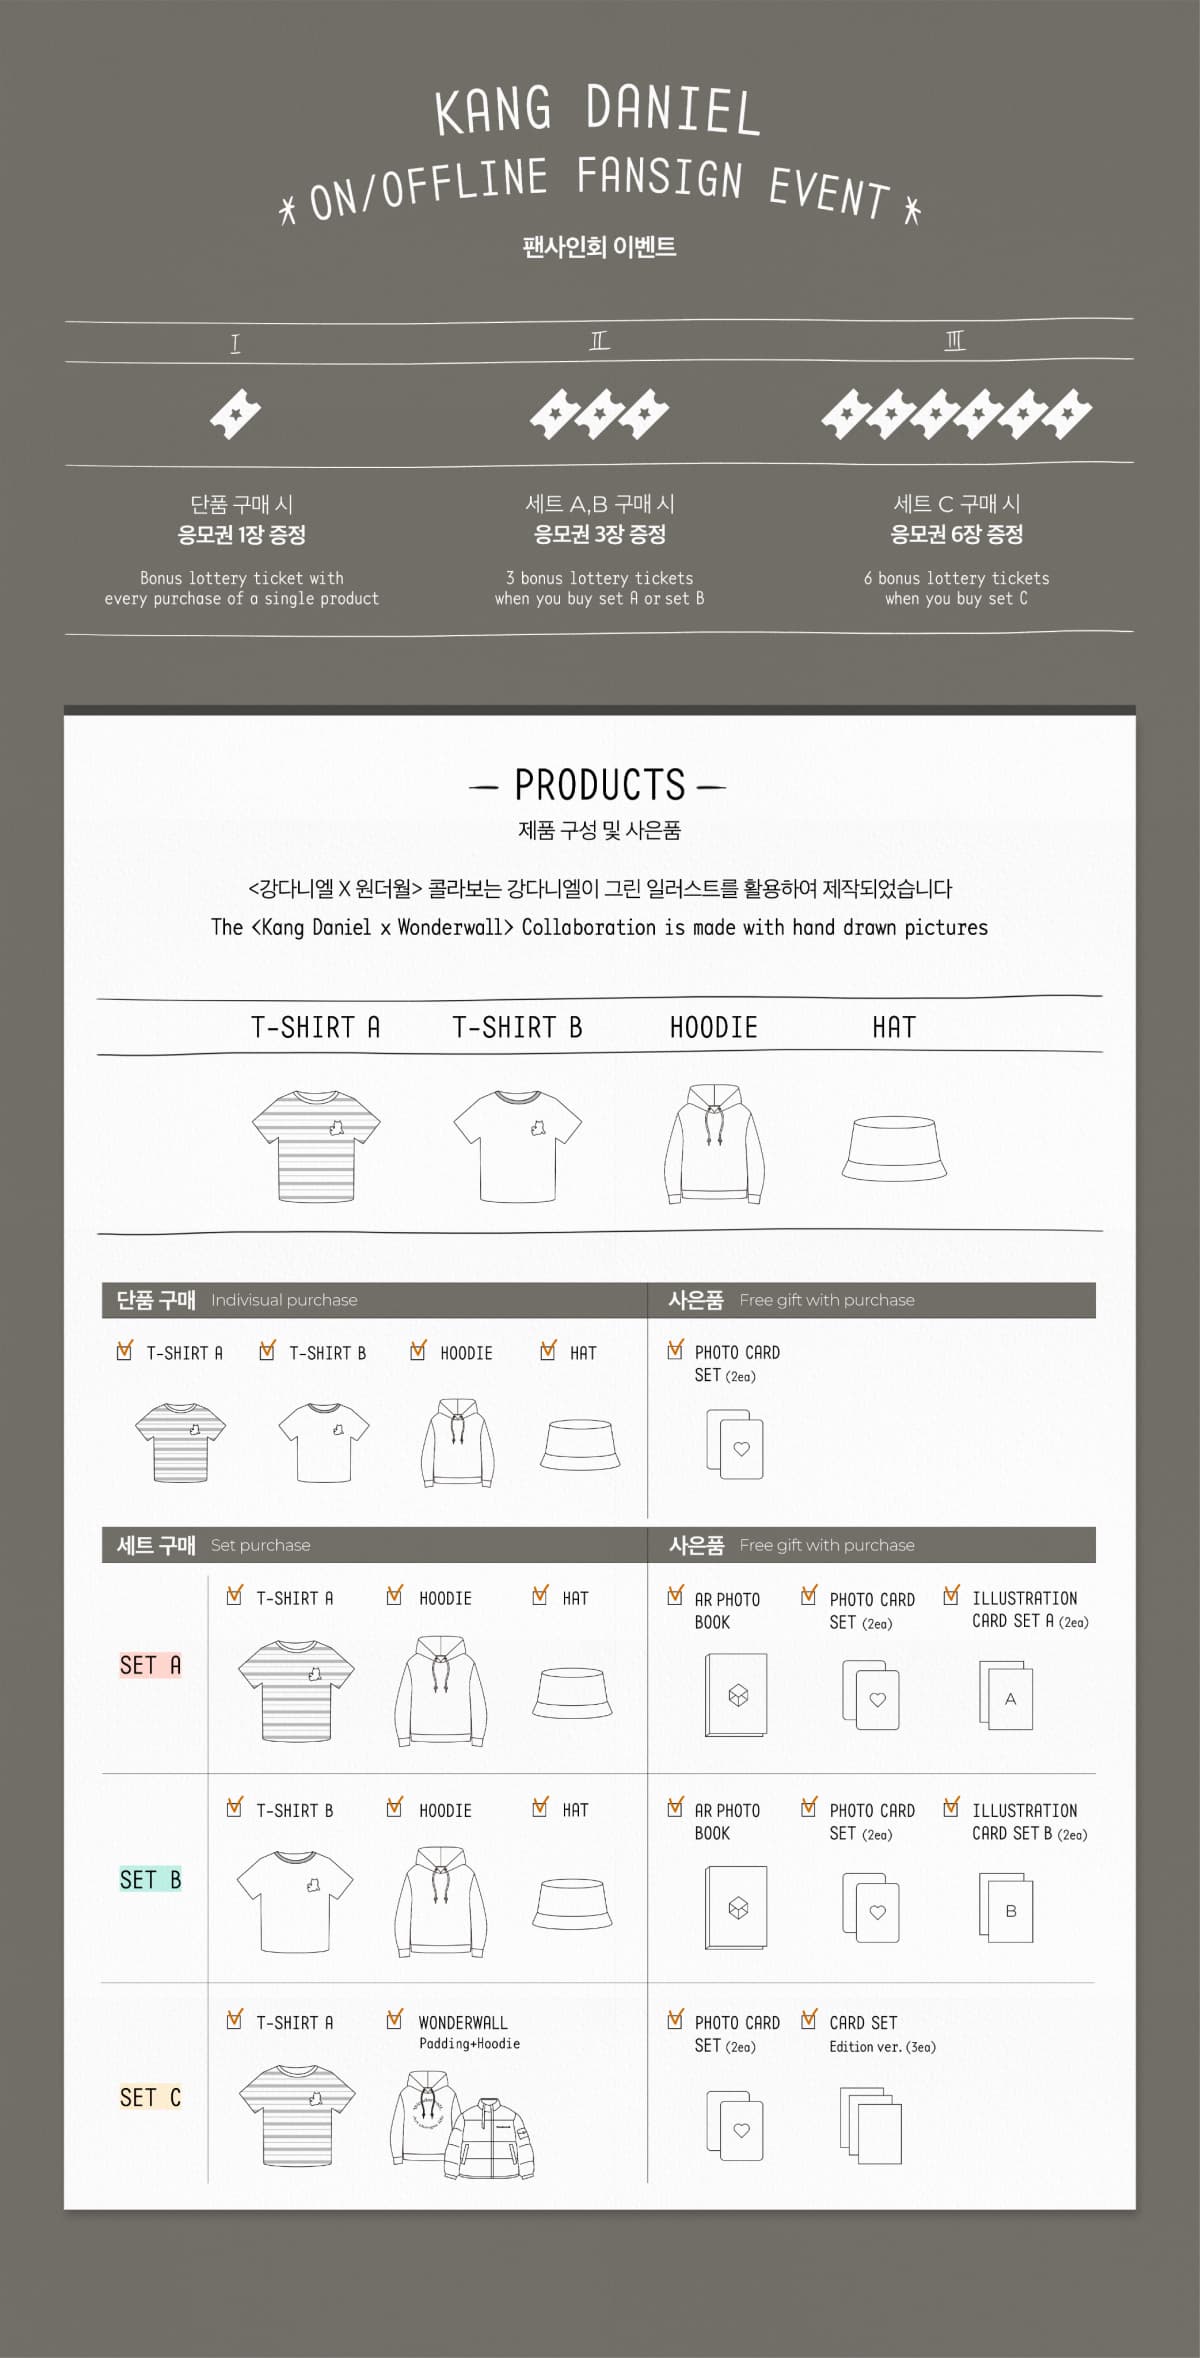 KANG DANIEL
* ON/OFFLINE FANSIGN EVENT *
팬사인회 이벤트
I
II
III
단품 구매 시
응모권 1장 증정
Bonus lottery ticket with
every purchase of a single product
세트 A,B 구매 시
응모권 3장 증정
3 bonus lottery tickets
when you buy set A or set B
세트 C 구매 시
응모권 6장 증정
6 bonus lottery tickets
when you buy set C
— PRODUCTS —
제품 구성 및 사은품
<강다니엘 X 원더월> 콜라보는 강다니엘이 그린 일러스트를 활용하여 제작되었습니다
The <Kang Daniel x Wonderwall> Collaboration is made with hand drawn pictures
T-SHIRT A
T-SHIRT B
HOODIE
HAT
단품 구매 Indivisual purchase
사은품 Free gift with purchase
T-SHIRT A
T-SHIRT B
HOODIE
HAT
PHOTO CARD
SET (2ea)
세트 구매 Set purchase
사은품 Free gift with purchase
SET A
T-SHIRT A
HOODIE
HAT
AR PHOTO
BOOK
PHOTO CARD
SET (2ea)
ILLUSTRATION
CARD SET A (2ea)
A
SET B
T-SHIRT B
HOODIE
HAT
AR PHOTO
BOOK
PHOTO CARD
SET (2ea)
ILLUSTRATION
CARD SET B (2ea)
B
SET C
T-SHIRT A
WONDERWALL
Padding+Hoodie
PHOTO CARD
SET (2ea)
CARD SET
Edition ver. (3ea)